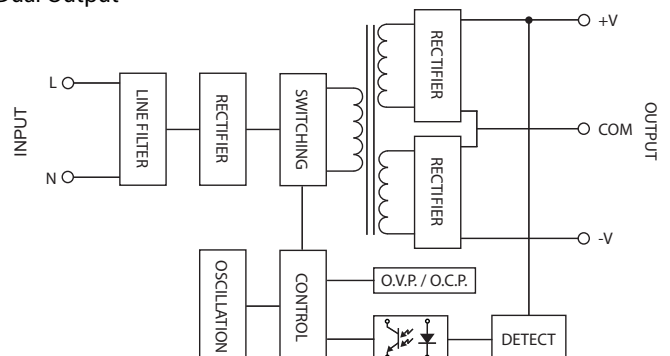 Dual Output
INPUT
L
N
LINE FILTER
RECTIFIER
SWITCHING
RECTIFIER
RECTIFIER
+V
COM
-V
OUTPUT
OSCILLATION
CONTROL
O.V.P. / O.C.P.
DETECT